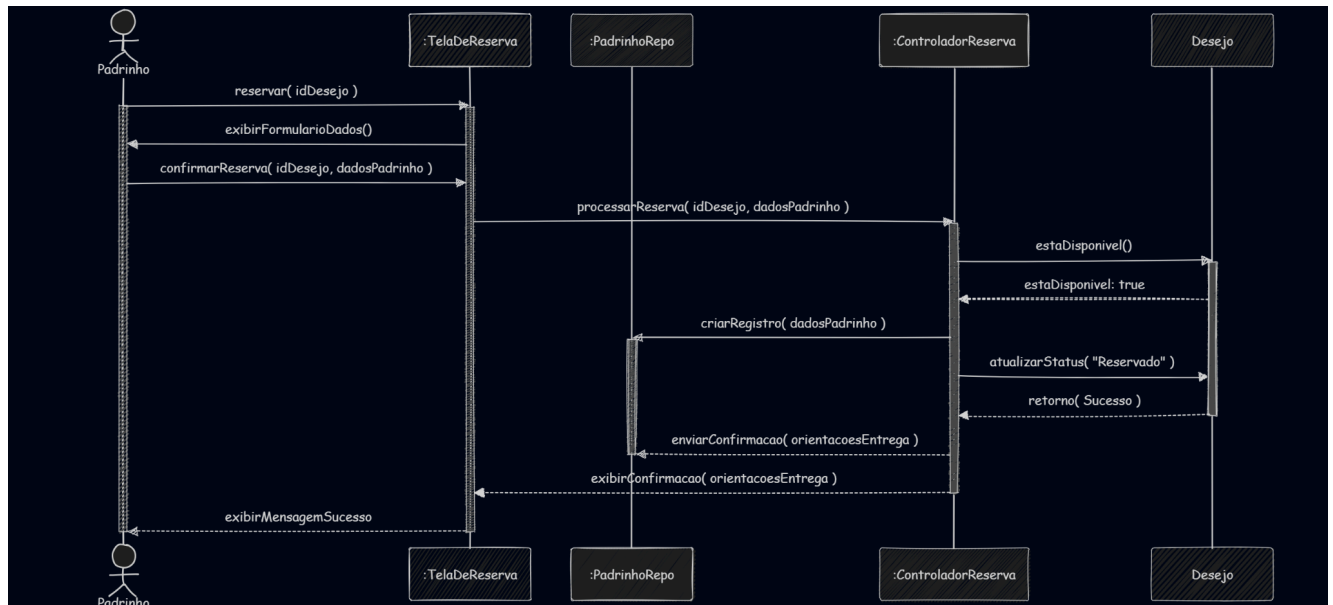 :TelaDeReserva
:PadrinhoRepo
:ControladorReserva
Desejo
Padrinho
reservar( idDesejo )
exibirFormularioDados()
confirmarReserva( idDesejo, dadosPadrinho )
processarReserva( idDesejo, dadosPadrinho )
estaDisponivel()
estaDisponivel: true
criarRegistro( dadosPadrinho )
atualizarStatus( "Reservado" )
retorno( Sucesso )
enviarConfirmacao( orientacoesEntrega )
exibirConfirmacao( orientacoesEntrega )
exibirMensagemSucesso
:TelaDeReserva
:PadrinhoRepo
:ControladorReserva
Desejo
Padrinho